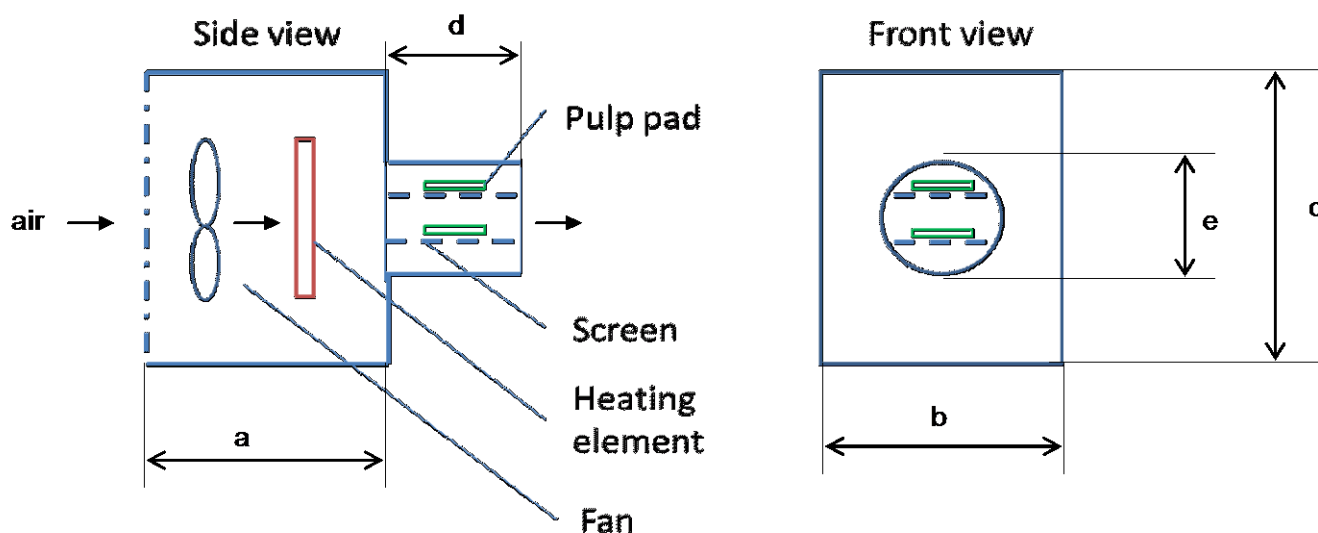 Side view
d
Front view
Pulp pad
air
e
c
Screen
Heating
element
a
b
Fan